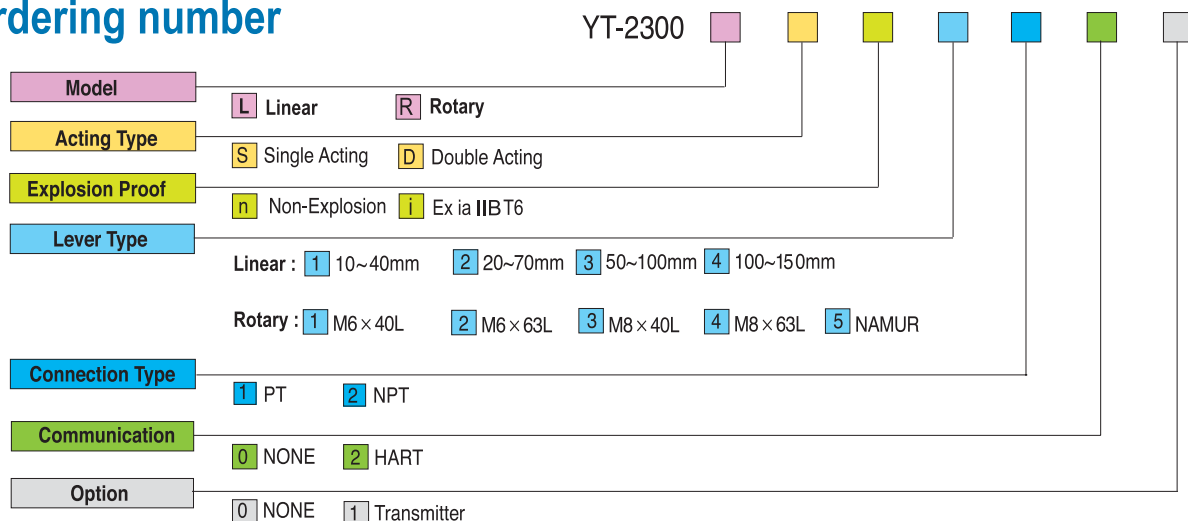 rdering number
YT-2300
Model
L Linear R Rotary
Acting Type
S Single Acting D Double Acting
Explosion Proof
n Non-Explosion i Ex ia IIB T6
Lever Type
Linear : 1 10~40mm 2 20~70mm 3 50~100mm 4 100~150mm
Rotary : 1 M6×40L 2 M6×63L 3 M8×40L 4 M8×63L 5 NAMUR
Connection Type
1 PT 2 NPT
Communication
0 NONE 2 HART
Option
0 NONE 1 Transmitter